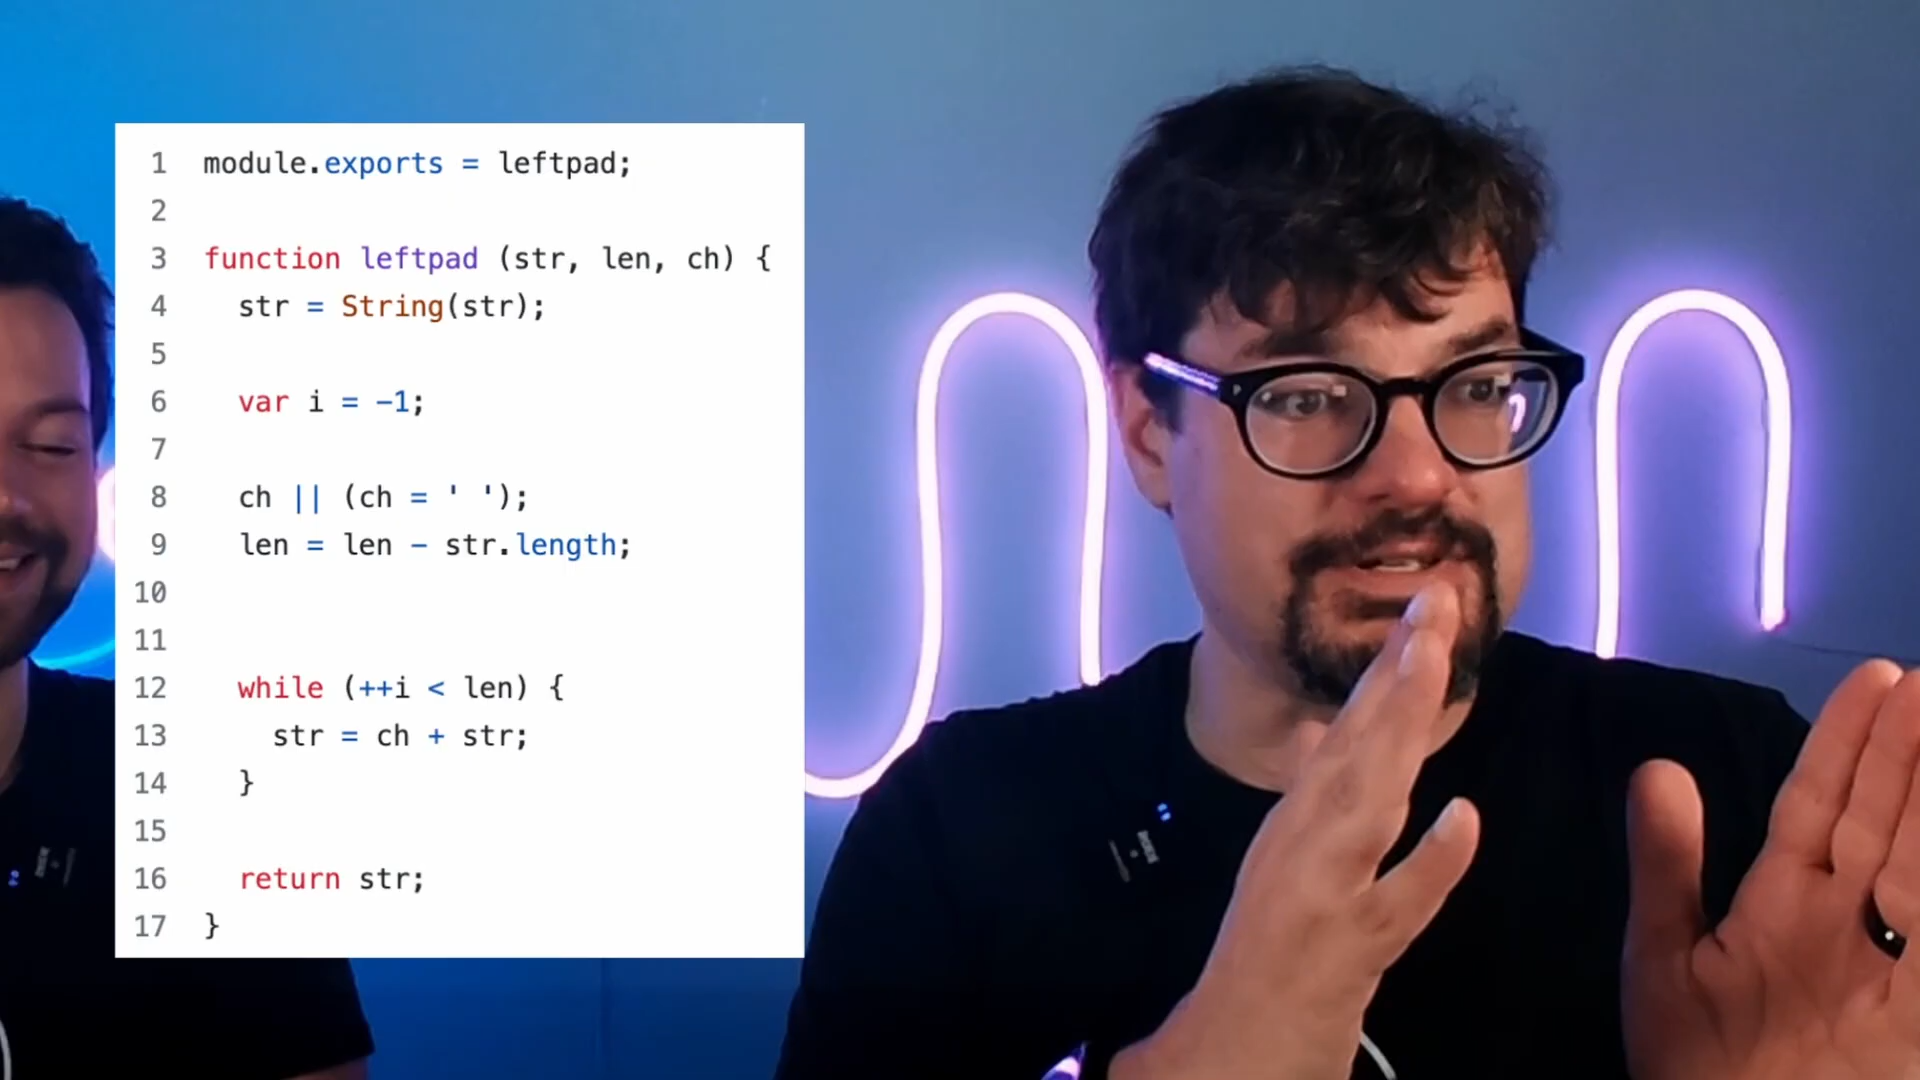 1 module.exports = leftpad;
2
3 function leftpad (str, len, ch) {
4 str = String(str);
5
6 var i = -1;
7
8 ch || (ch = ' ');
9 len = len - str.length;
10
11
12 while (++i < len) {
13 str = ch + str;
14 }
15
16 return str;
17 }